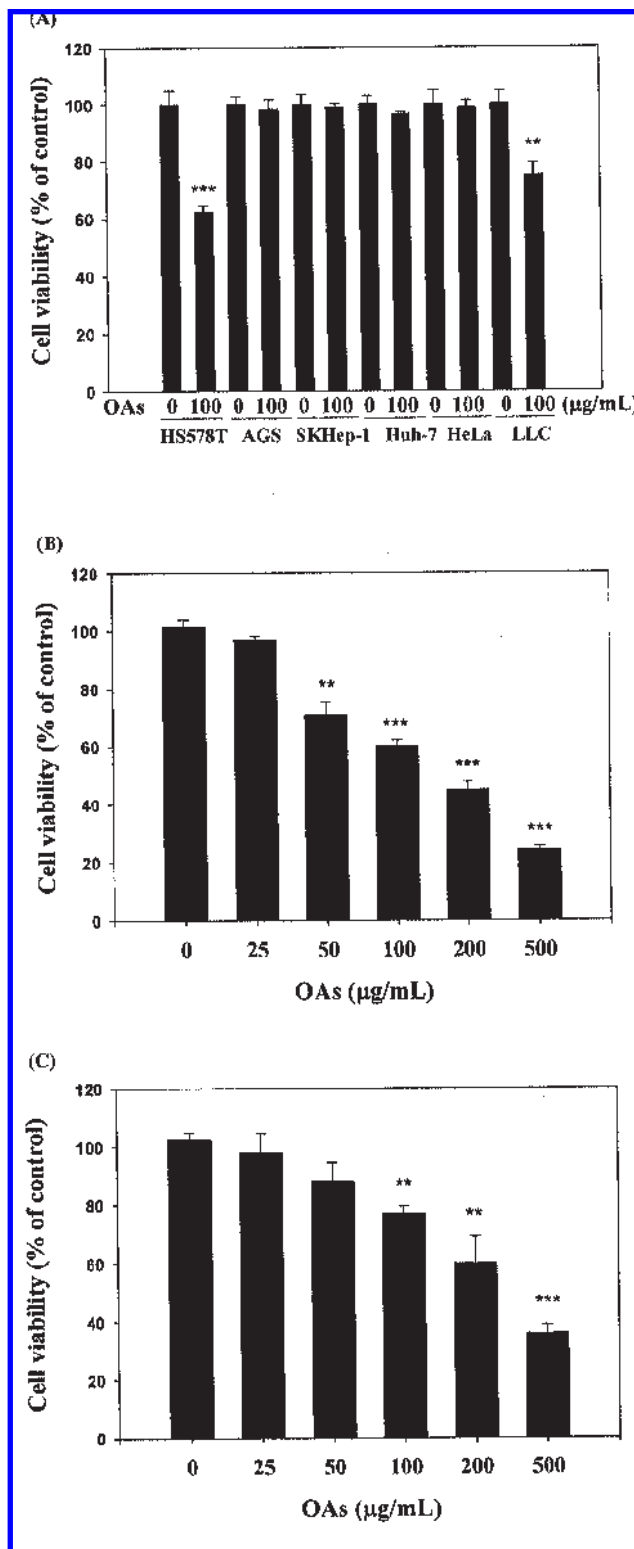 (A)
120
100
80
60
40
20
0
Cell viability (% of control)
***
**
OAs 0 100 0 100 0 100 0 100 0 100 0 100 (µg/mL)
HS578T AGS SKHep-1 Huh-7 HeLa LLC
(B)
120
100
80
60
40
20
0
Cell viability (% of control)
**
***
***
***
0 25 50 100 200 500
OAs (µg/mL)
(C)
120
100
80
60
40
20
0
Cell viability (% of control)
**
**
***
0 25 50 100 200 500
OAs (µg/mL)